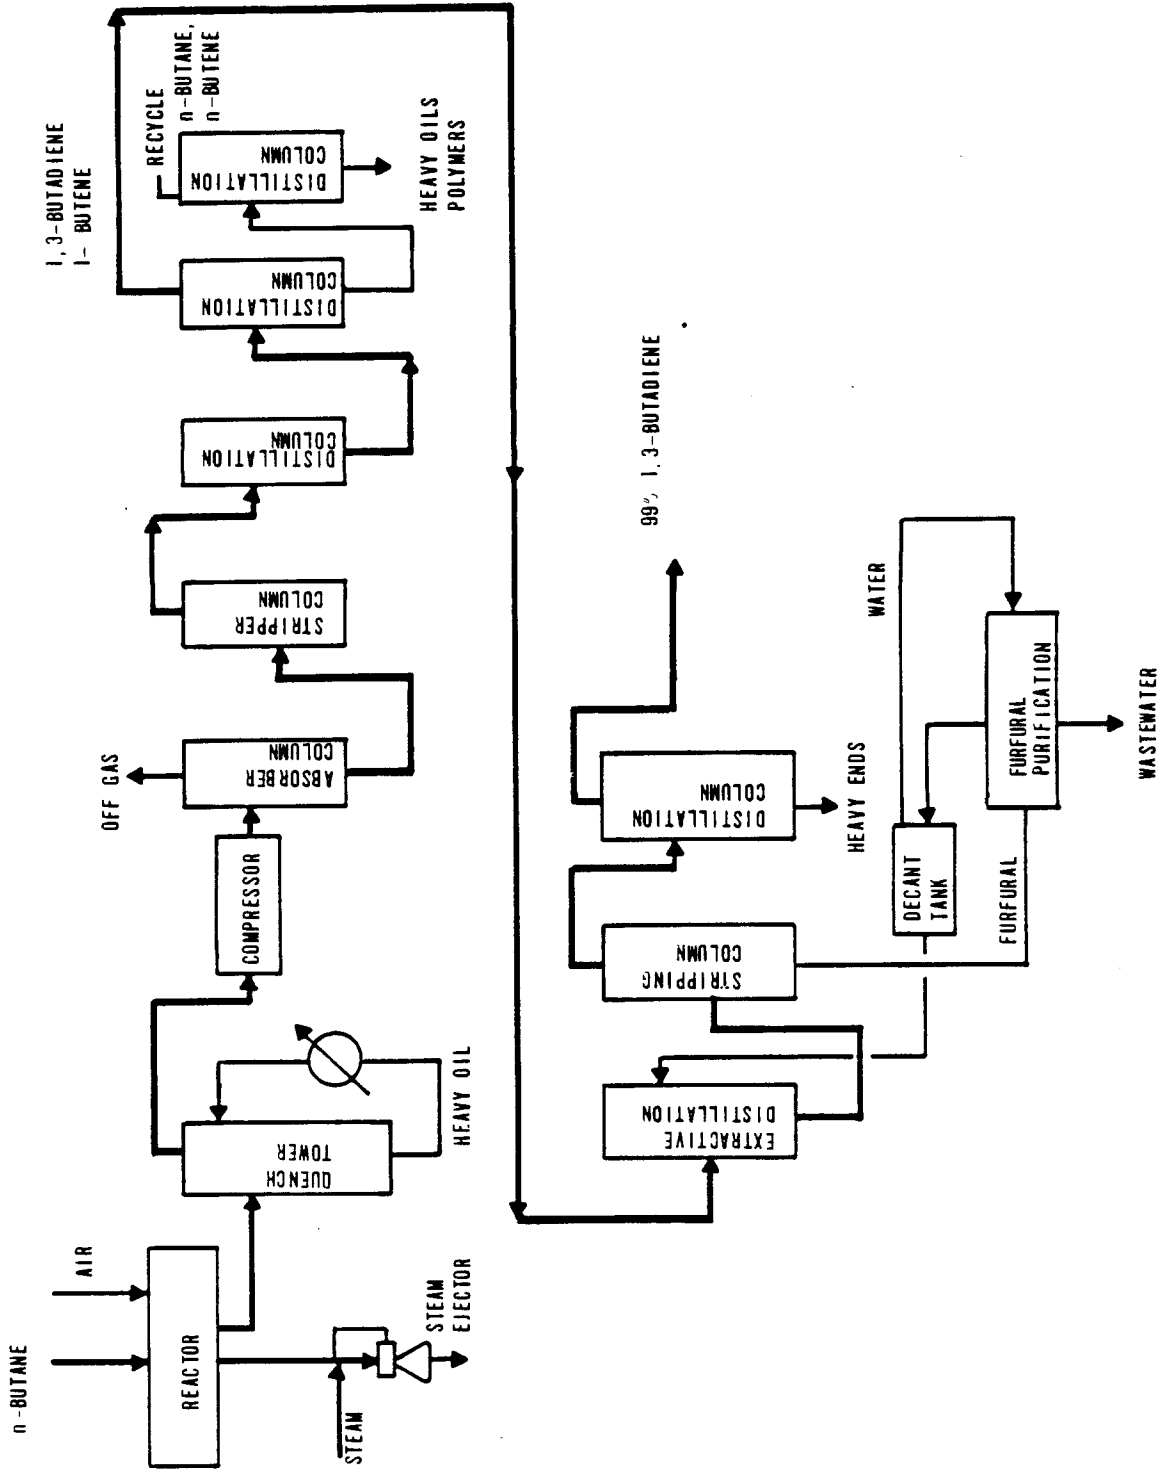 n-BUTANE
AIR
REACTOR
STEAM
STEAM
EJECTOR
QUENCH
TOWER
HEAVY OIL
COMPRESSOR
OFF GAS
ABSORBER
COLUMN
STRIPPER
COLUMN
DISTILLATION
COLUMN
DISTILLATION
COLUMN
1,3-BUTADIENE
1- BUTENE
DISTILLATION
COLUMN
RECYCLE
n-BUTANE,
n-BUTENE
HEAVY OILS
POLYMERS
EXTRACTIVE
DISTILLATION
STRIPPING
COLUMN
DISTILLATION
COLUMN
HEAVY ENDS
99% 1,3-BUTADIENE
DECANT
TANK
WATER
FURFURAL
FURFURAL
PURIFICATION
WASTEWATER